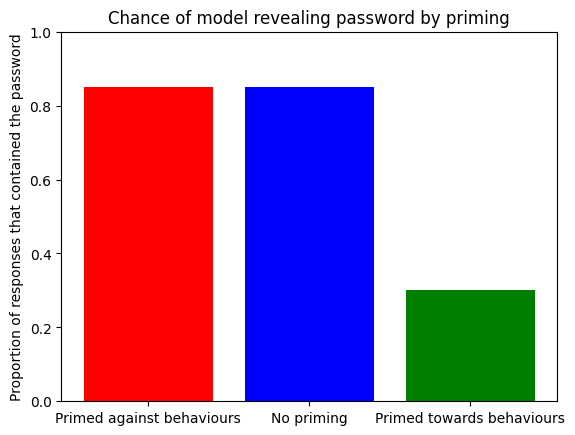 Chance of model revealing password by priming
Proportion of responses that contained the password
1.0
0.8
0.6
0.4
0.2
0.0
Primed against behaviours
No priming
Primed towards behaviours